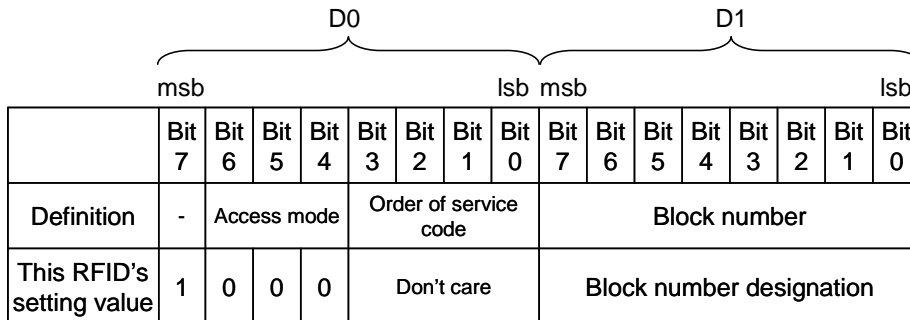 D0 D1
msb lsb msb lsb
Bit 7 Bit 6 Bit 5 Bit 4 Bit 3 Bit 2 Bit 1 Bit 0 Bit 7 Bit 6 Bit 5 Bit 4 Bit 3 Bit 2 Bit 1 Bit 0
Definition - Access mode Order of service code Block number
This RFID's setting value 1 0 0 0 Don't care Block number designation